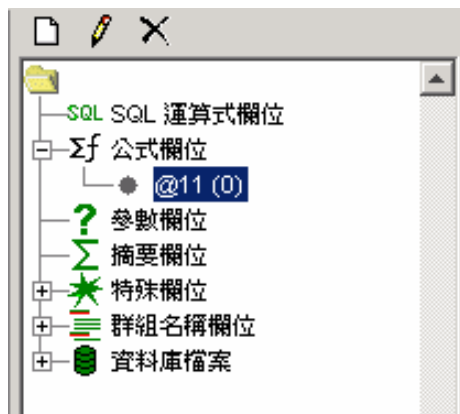 SQL SQL 運算式欄位
Σf 公式欄位
@11 (0)
? 參數欄位
Σ 摘要欄位
特殊欄位
群組名稱欄位
資料庫檔案